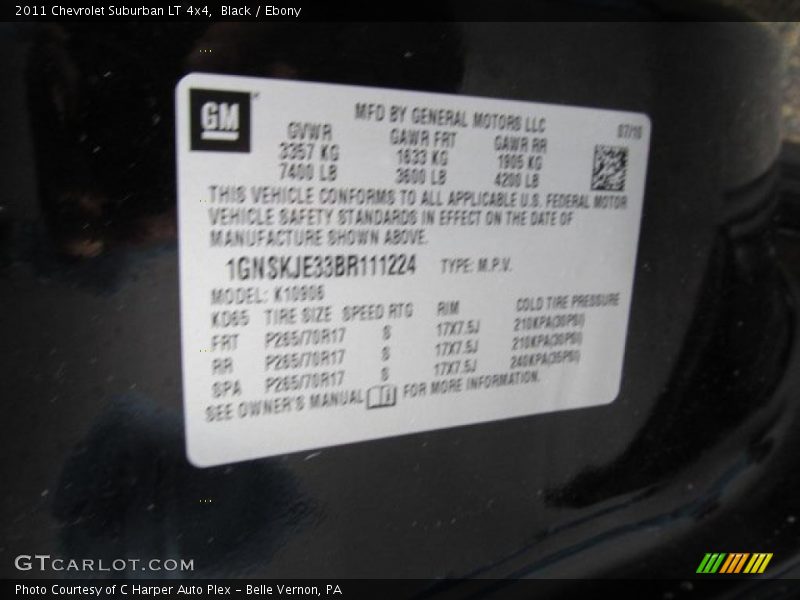 2011 Chevrolet Suburban LT 4x4, Black / Ebony
GM
MFD BY GENERAL MOTORS LLC
07/10
GVWR GAWR FRT GAWR RR
3357 KG 1633 KG 1905 KG
7400 LB 3600 LB 4200 LB
THIS VEHICLE CONFORMS TO ALL APPLICABLE U.S. FEDERAL MOTOR
VEHICLE SAFETY STANDARDS IN EFFECT ON THE DATE OF
MANUFACTURE SHOWN ABOVE.
1GNSKJE33BR111224 TYPE: M.P.V.
MODEL: K10906
KD65 TIRE SIZE SPEED RTG RIM COLD TIRE PRESSURE
FRT P265/70R17 S 17X7.5J 210KPA(30PSI)
RR P265/70R17 S 17X7.5J 210KPA(30PSI)
SPA P265/70R17 S 17X7.5J 240KPA(35PSI)
SEE OWNER'S MANUAL FOR MORE INFORMATION.
GTCARLOT.COM
Photo Courtesy of C Harper Auto Plex - Belle Vernon, PA